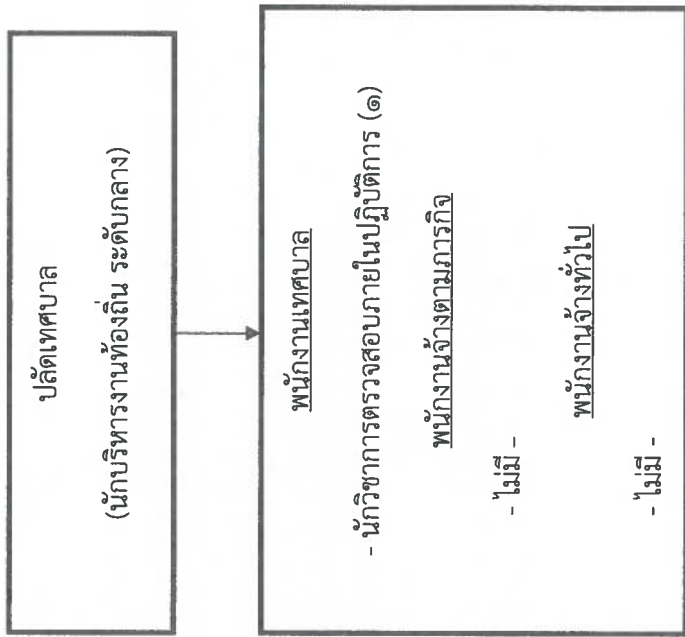 ปลัดเทศบาล
(นักบริหารงานท้องถิ่น ระดับกลาง)
พนักงานเทศบาล
- นักวิชาการตรวจสอบภายในปฏิบัติการ (๑)
พนักงานจ้างตามภารกิจ
- ไม่มี -
พนักงานจ้างทั่วไป
- ไม่มี -